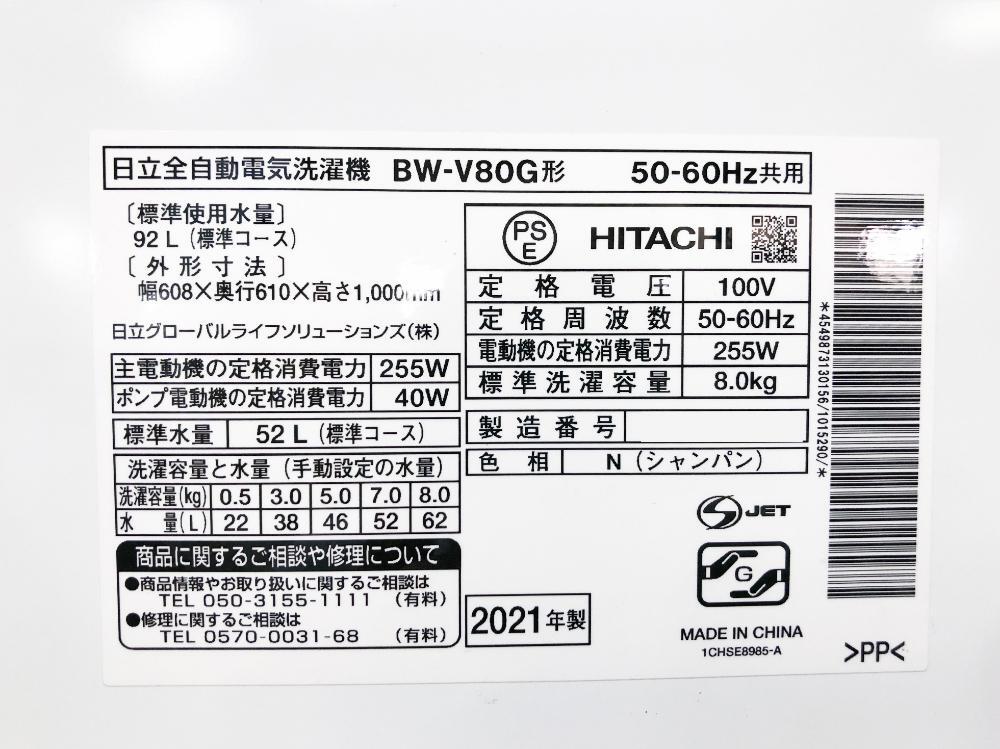 日立全自動電気洗濯機 BW-V80G形 50-60Hz共用
〔標準使用水量〕
92 L (標準コース)
〔外形寸法〕
幅608×奥行610×高さ1,000mm
日立グローバルライフソリューションズ(株)
主電動機の定格消費電力 255W
ポンプ電動機の定格消費電力 40W
標準水量 52 L (標準コース)
洗濯容量と水量 (手動設定の水量)
洗濯容量(kg) 0.5 3.0 5.0 7.0 8.0
水量(L) 22 38 46 52 62
商品に関するご相談や修理について
●商品情報やお取り扱いに関するご相談は
TEL 050-3155-1111 (有料)
●修理に関するご相談は
TEL 0570-0031-68 (有料)
PSE HITACHI
定格電圧 100V
定格周波数 50-60Hz
電動機の定格消費電力 255W
標準洗濯容量 8.0kg
製造番号
色相 N (シャンパン)
S JET
G
2021年製
MADE IN CHINA
1CHSE8985-A
>PP<
*4549873130156/1015290/*